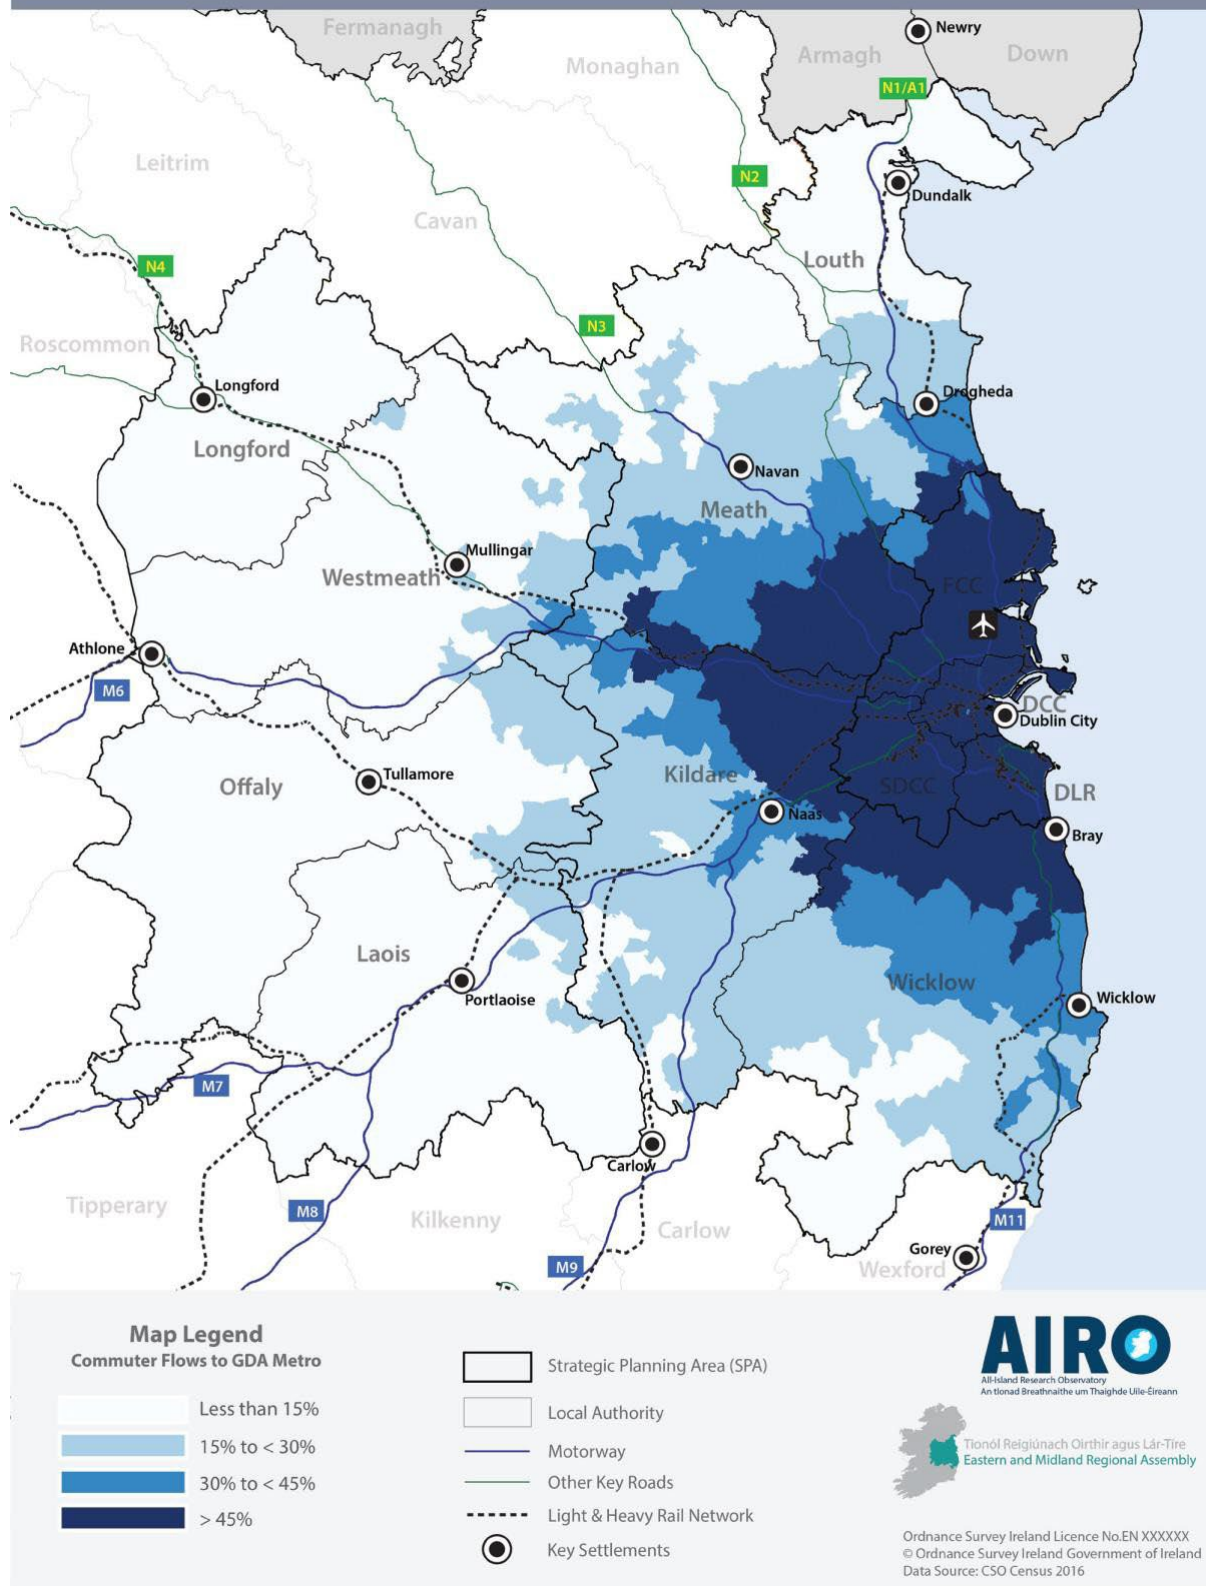 Fermanagh
Newry
Armagh
Down
Monaghan
N1/A1
Leitrim
N2
Dundalk
Cavan
Louth
N4
N3
Roscommon
Longford
Drogheda
Longford
Navan
Meath
Mullingar
Westmeath
FCC
Athlone
M6
DCC
Dublin City
Tullamore
Kildare
Offaly
SDCC
DLR
Naas
Bray
Laois
Wicklow
Portlaoise
Wicklow
M7
Carlow
Tipperary
M8
Kilkenny
Carlow
M11
Gorey
M9
Wexford
Map Legend
Commuter Flows to GDA Metro
Less than 15%
15% to < 30%
30% to < 45%
> 45%
Strategic Planning Area (SPA)
Local Authority
Motorway
Other Key Roads
Light & Heavy Rail Network
Key Settlements
AIRO
All-Island Research Observatory
An tIonad Breathnaithe um Thaighde Uile-Éireann
Tionól Reigiúnach Oirthir agus Lár-Tíre
Eastern and Midland Regional Assembly
Ordnance Survey Ireland Licence No.EN XXXXXX
© Ordnance Survey Ireland Government of Ireland
Data Source: CSO Census 2016